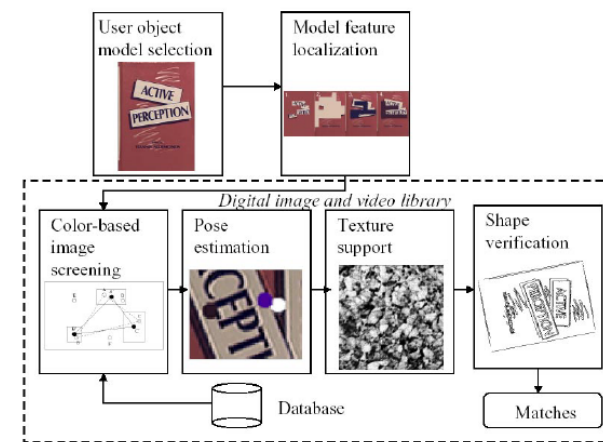 User object
model selection
ACTIVE
PERCEPTION
Model feature
localization
Digital image and video library
Color-based
image
screening
Pose
estimation
CEPTI
Texture
support
Shape
verification
ACTIVE
PERCEPTION
Database
Matches